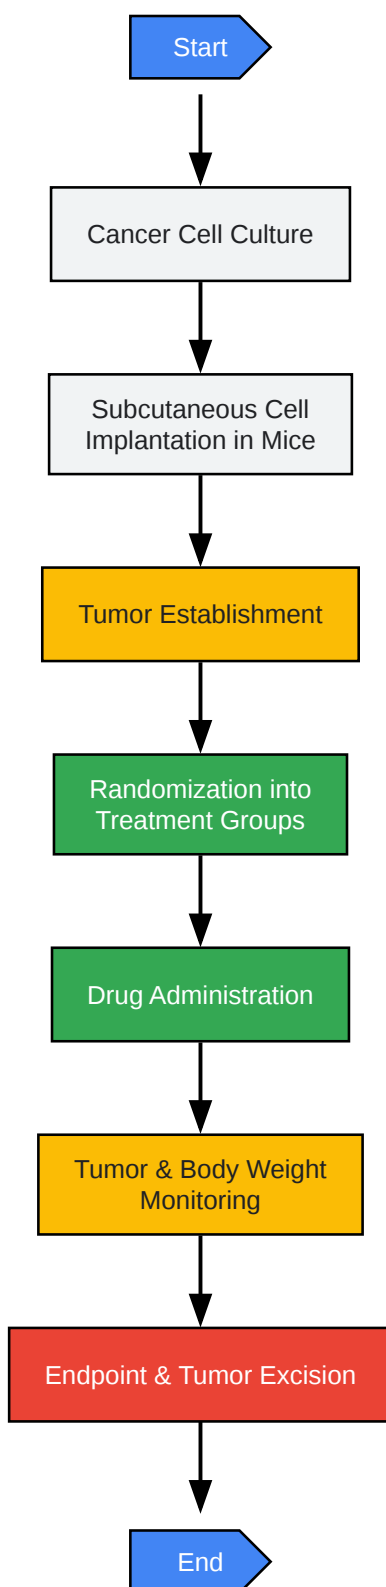 Start
Cancer Cell Culture
Subcutaneous Cell
Implantation in Mice
Tumor Establishment
Randomization into
Treatment Groups
Drug Administration
Tumor & Body Weight
Monitoring
Endpoint & Tumor Excision
End